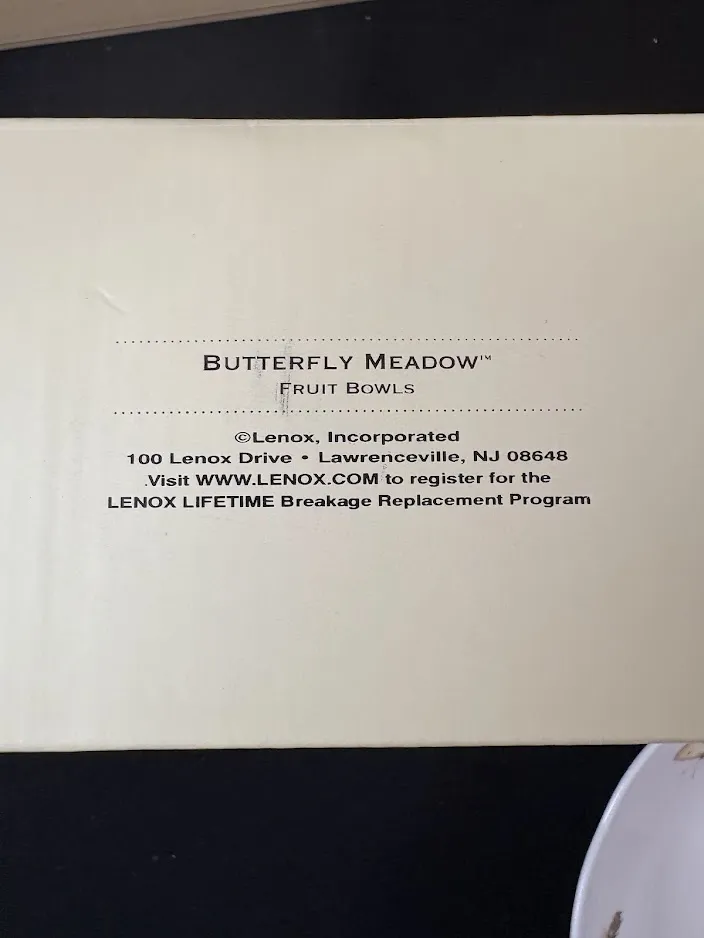 BUTTERFLY MEADOW™
FRUIT BOWLS
©Lenox, Incorporated
100 Lenox Drive • Lawrenceville, NJ 08648
Visit WWW.LENOX.COM to register for the
LENOX LIFETIME Breakage Replacement Program